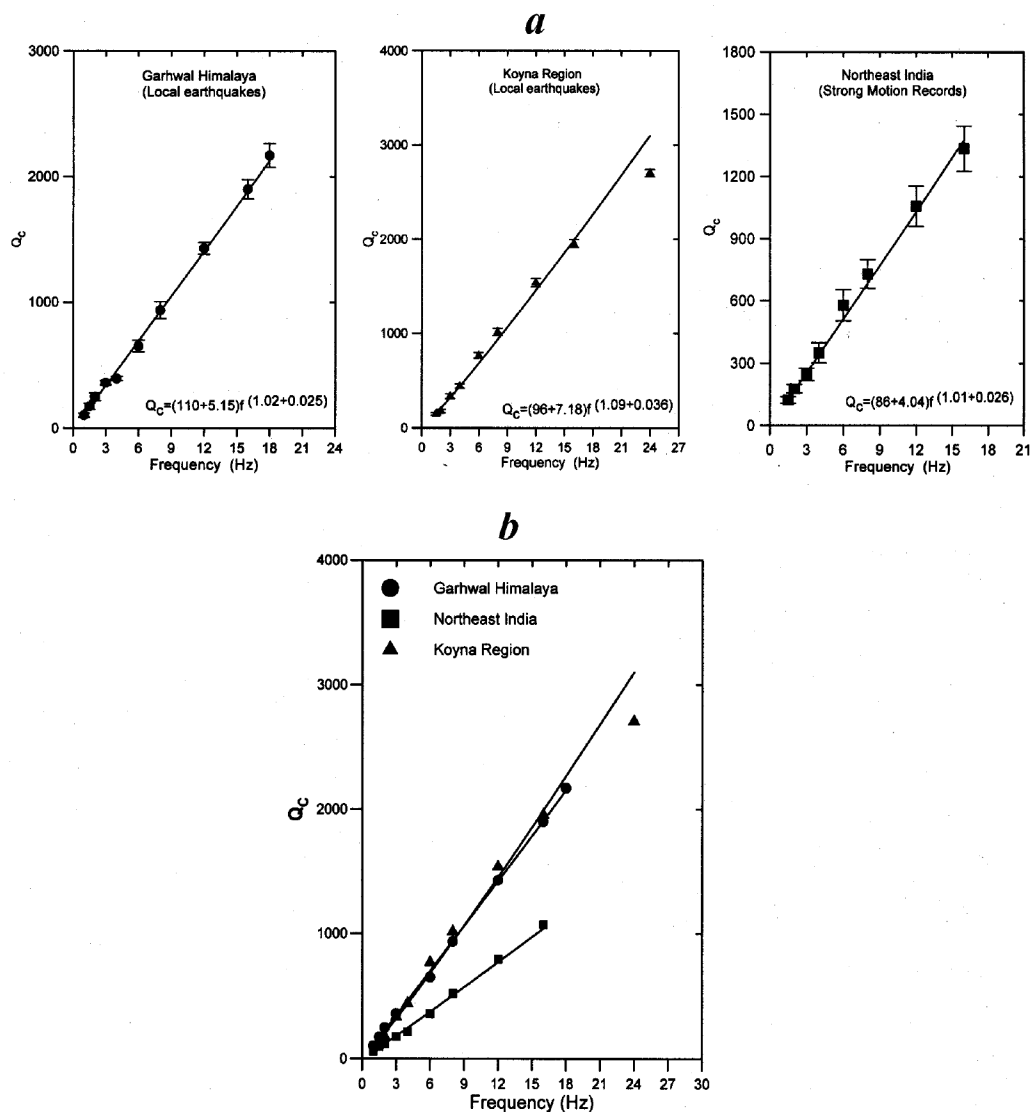 a
Garhwal Himalaya
(Local earthquakes)
3000
2000
1000
0
Qc
0 3 6 9 12 15 18 21 24
Frequency (Hz)
Qc=(110+5.15)f(1.02+0.025)
Koyna Region
(Local earthquakes)
4000
3000
2000
1000
0
Qc
0 3 6 9 12 15 18 21 24 27
Frequency (Hz)
Qc=(96+7.18)f(1.09+0.036)
Northeast India
(Strong Motion Records)
1800
1500
1200
900
600
300
0
Qc
0 3 6 9 12 15 18 21
Frequency (Hz)
Qc=(86+4.04)f(1.01+0.026)
b
Garhwal Himalaya
Northeast India
Koyna Region
4000
3000
2000
1000
0
Qc
0 3 6 9 12 15 18 21 24 27 30
Frequency (Hz)